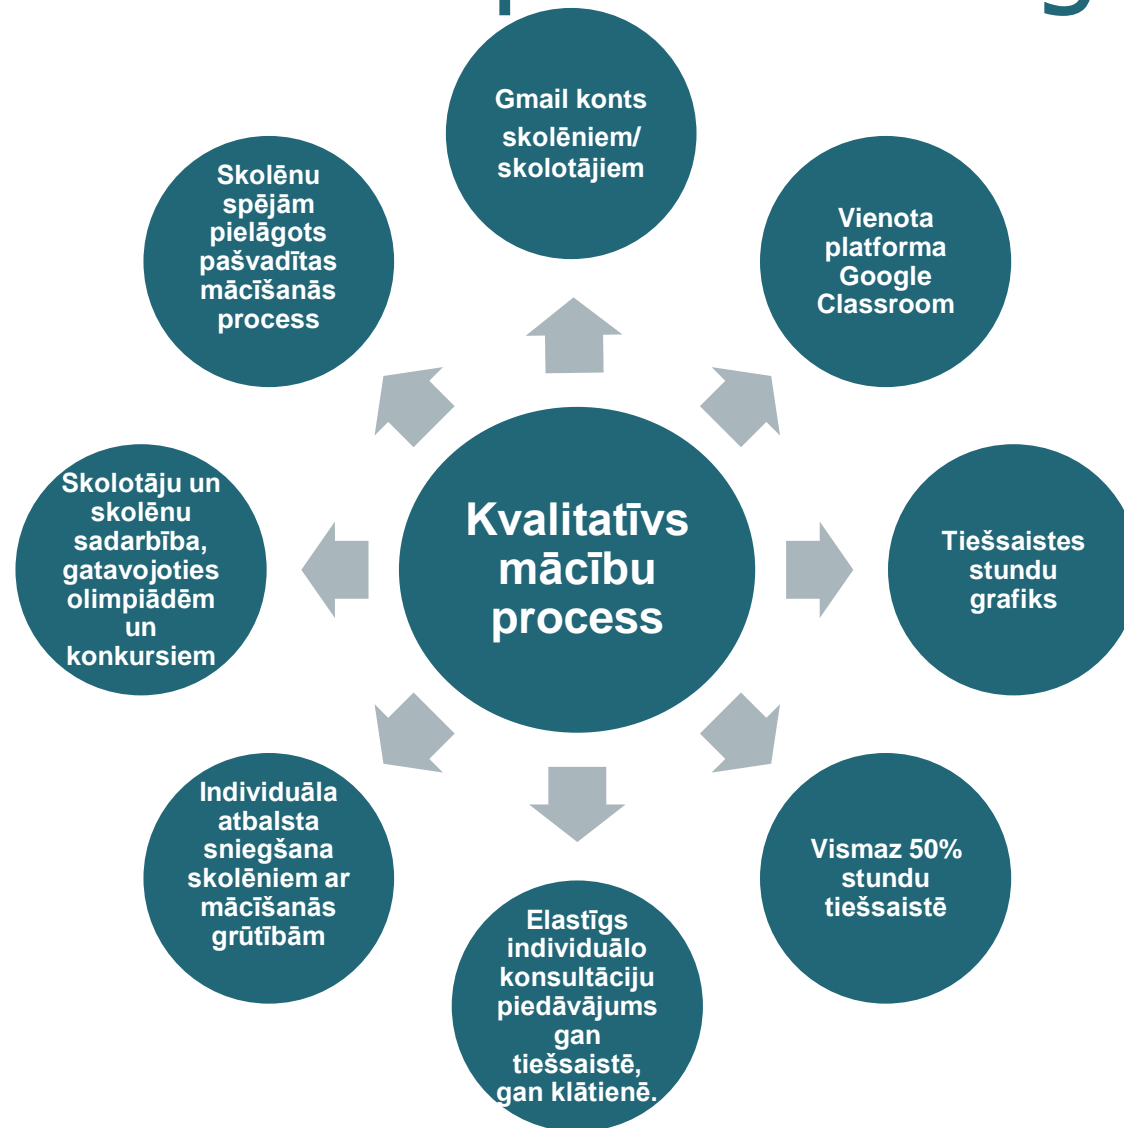 Gmail konts
skolēniem/
skolotājiem
Vienota
platforma
Google
Classroom
Tiešsaistes
stundu
grafiks
Vismaz 50%
stundu
tiešsaistē
Elastīgs
individuālo
konsultāciju
piedāvājums
gan
tiešsaistē,
gan klātienē.
Individuāla
atbalsta
sniegšana
skolēniem ar
mācīšanās
grūtībām
Skolotāju un
skolēnu
sadarbība,
gatavojoties
olimpiādēm
un
konkursiem
Skolēnu
spējām
pielāgots
pašvadītas
mācīšanās
process
Kvalitatīvs
mācību
process